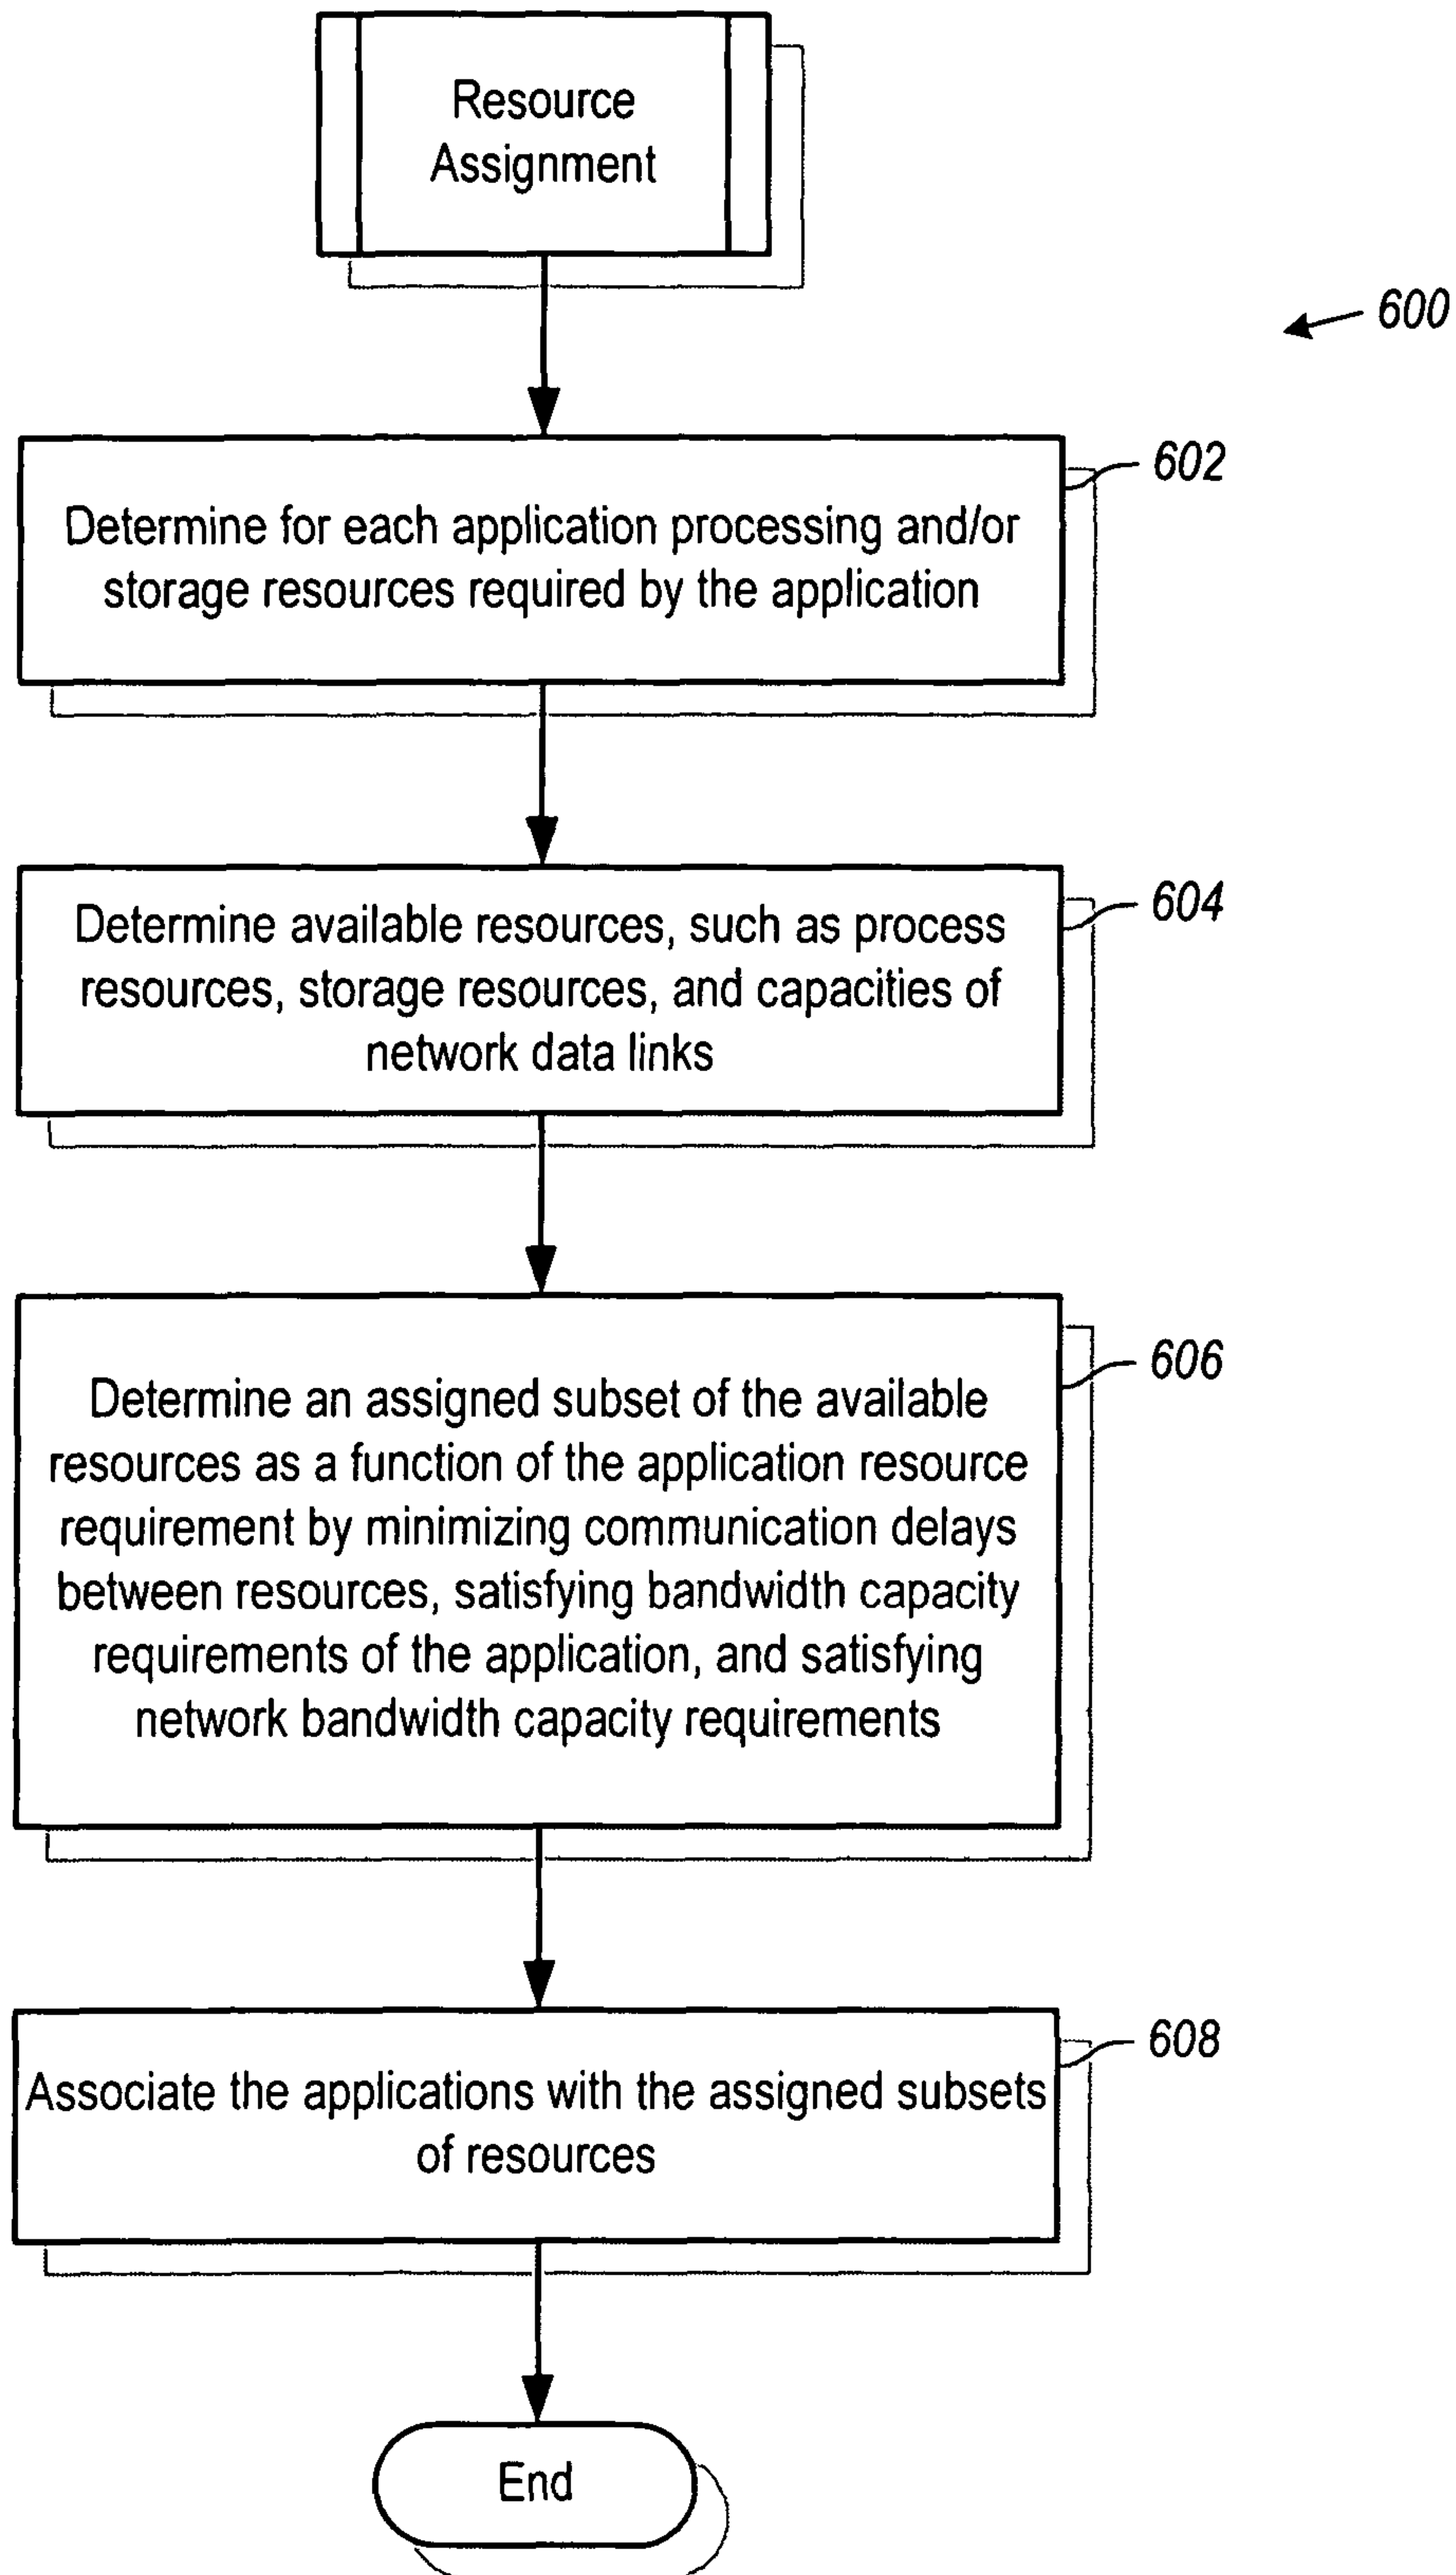 Resource
Assignment
600
602
Determine for each application processing and/or
storage resources required by the application
604
Determine available resources, such as process
resources, storage resources, and capacities of
network data links
606
Determine an assigned subset of the available
resources as a function of the application resource
requirement by minimizing communication delays
between resources, satisfying bandwidth capacity
requirements of the application, and satisfying
network bandwidth capacity requirements
608
Associate the applications with the assigned subsets
of resources
End